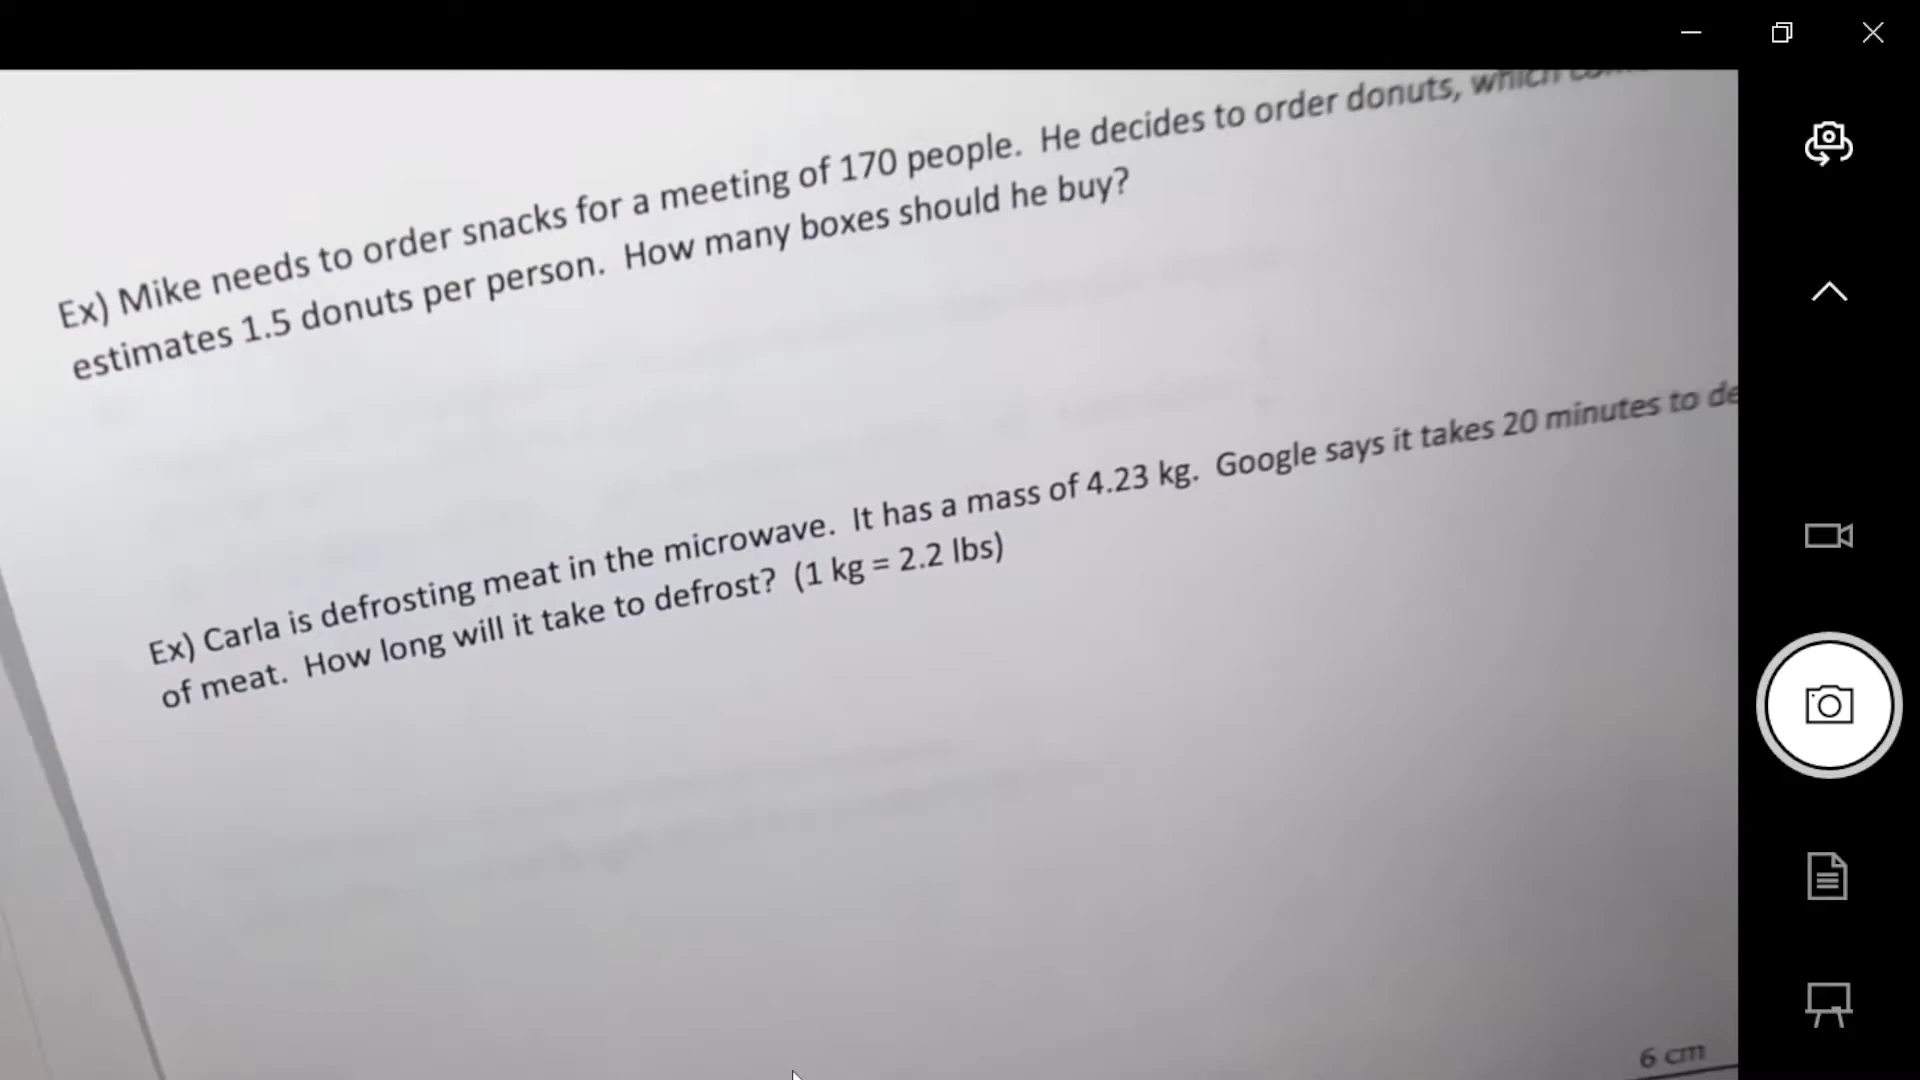 Ex) Mike needs to order snacks for a meeting of 170 people. He decides to order donuts, which
estimates 1.5 donuts per person. How many boxes should he buy?
Ex) Carla is defrosting meat in the microwave. It has a mass of 4.23 kg. Google says it takes 20 minutes to de
of meat. How long will it take to defrost? (1 kg = 2.2 lbs)
6 cm